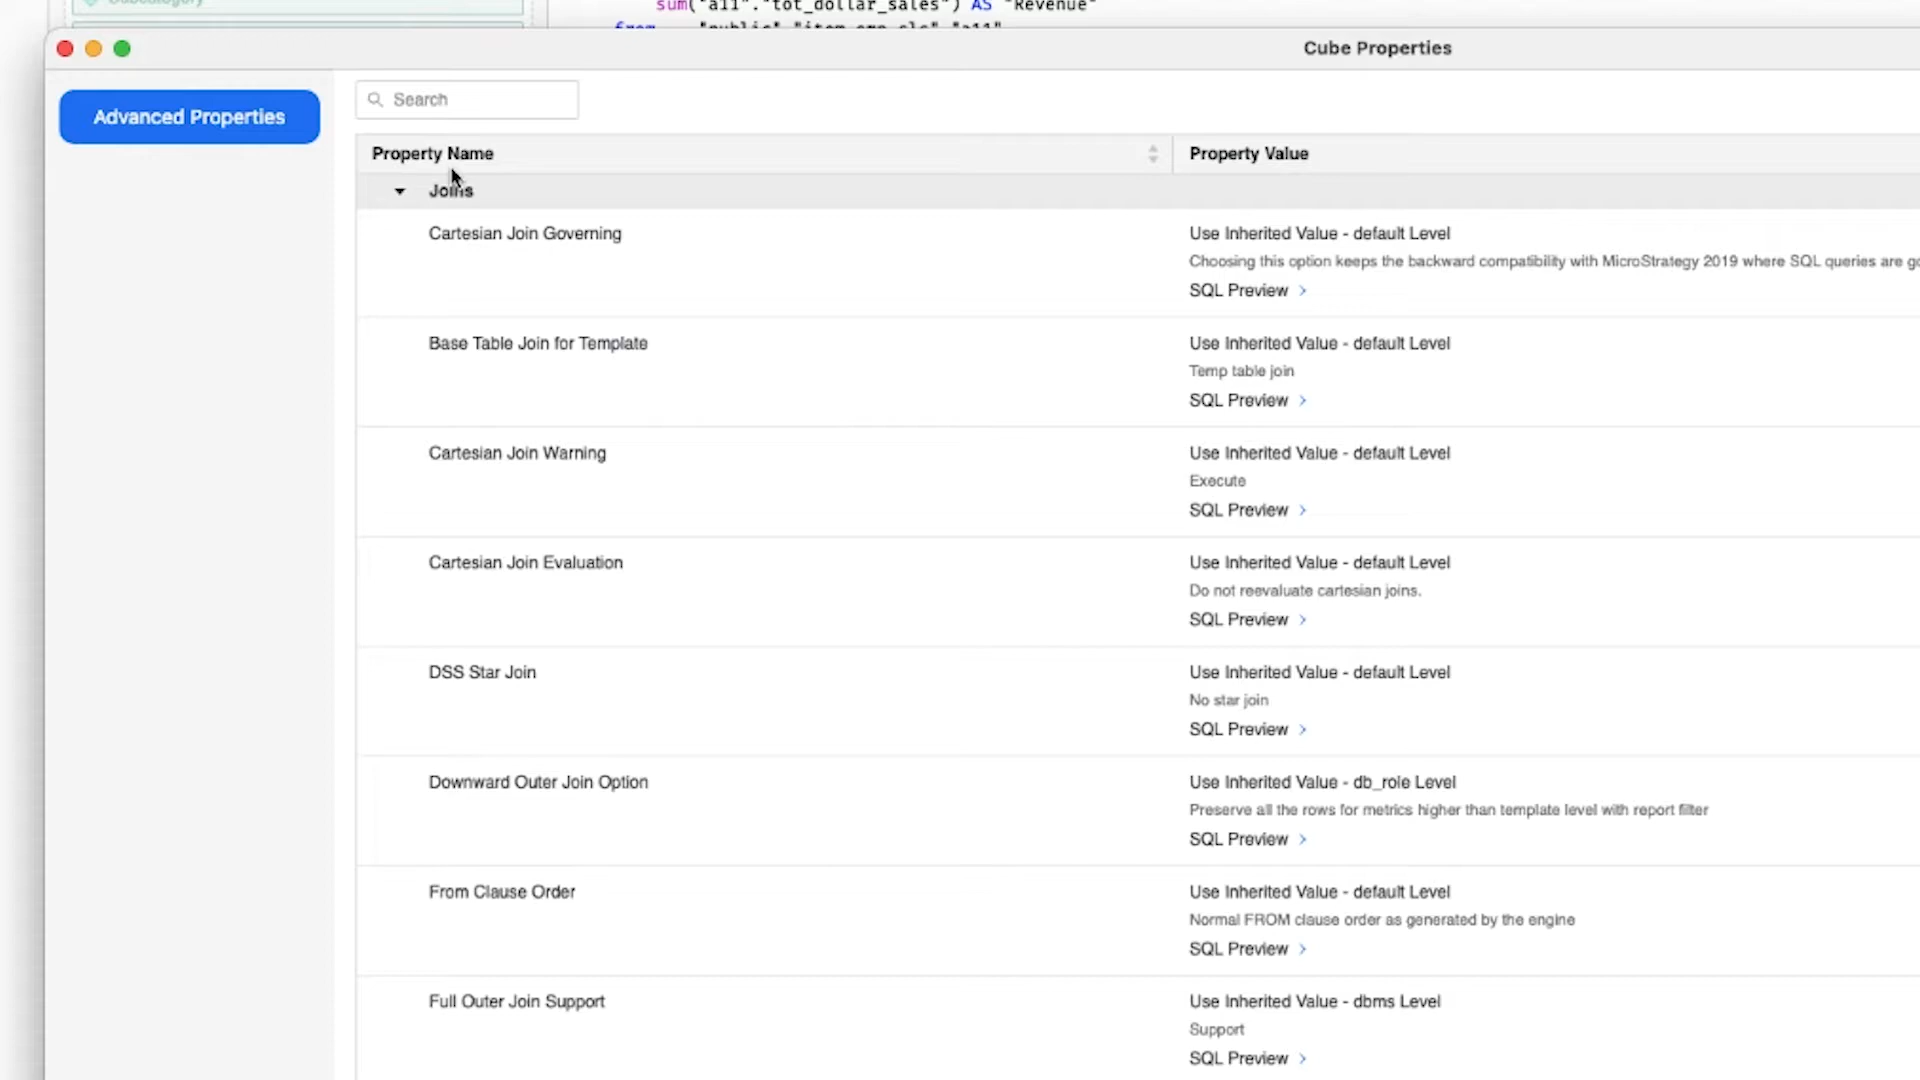 Subcategory
sum("a11"."tot_dollar_sales") AS "Revenue"
from "public"."item_emp_sls" "a11"
Cube Properties
Advanced Properties
Search
Property Name
Property Value
Joins
Cartesian Join Governing
Use Inherited Value - default Level
Choosing this option keeps the backward compatibility with MicroStrategy 2019 where SQL queries are go
SQL Preview
Base Table Join for Template
Use Inherited Value - default Level
Temp table join
SQL Preview
Cartesian Join Warning
Use Inherited Value - default Level
Execute
SQL Preview
Cartesian Join Evaluation
Use Inherited Value - default Level
Do not reevaluate cartesian joins.
SQL Preview
DSS Star Join
Use Inherited Value - default Level
No star join
SQL Preview
Downward Outer Join Option
Use Inherited Value - db_role Level
Preserve all the rows for metrics higher than template level with report filter
SQL Preview
From Clause Order
Use Inherited Value - default Level
Normal FROM clause order as generated by the engine
SQL Preview
Full Outer Join Support
Use Inherited Value - dbms Level
Support
SQL Preview